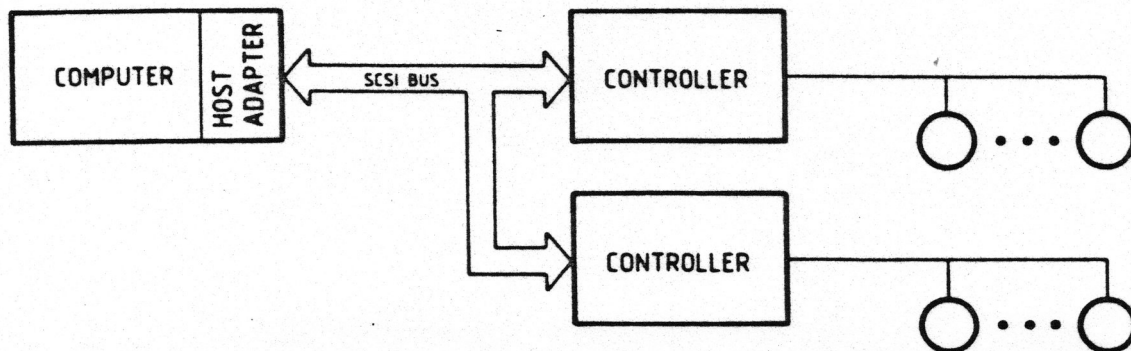 COMPUTER
HOST
ADAPTER
SCSI BUS
CONTROLLER
CONTROLLER